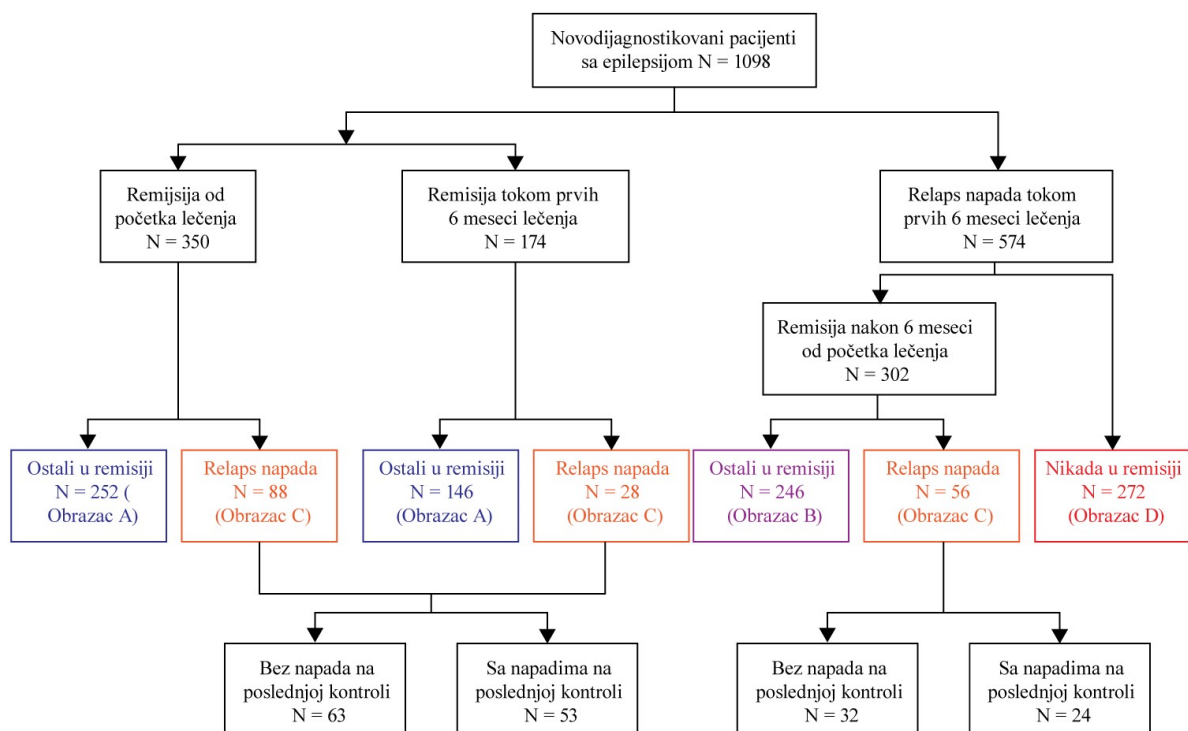 Novodijagnostikovani pacijenti
sa epilepsijom N = 1098
Remijsija od
početka lečenja
N = 350
Remisija tokom prvih
6 meseci lečenja
N = 174
Relaps napada tokom
prvih 6 meseci lečenja
N = 574
Remisija nakon 6 meseci
od početka lečenja
N = 302
Ostali u remisiji
N = 252 (
Obrazac A)
Relaps napada
N = 88
(Obrazac C)
Ostali u remisiji
N = 146
(Obrazac A)
Relaps napada
N = 28
(Obrazac C)
Ostali u remisiji
N = 246
(Obrazac B)
Relaps napada
N = 56
(Obrazac C)
Nikada u remisiji
N = 272
(Obrazac D)
Bez napada na
poslednjoj kontroli
N = 63
Sa napadima na
poslednjoj kontroli
N = 53
Bez napada na
poslednjoj kontroli
N = 32
Sa napadima na
poslednjoj kontroli
N = 24